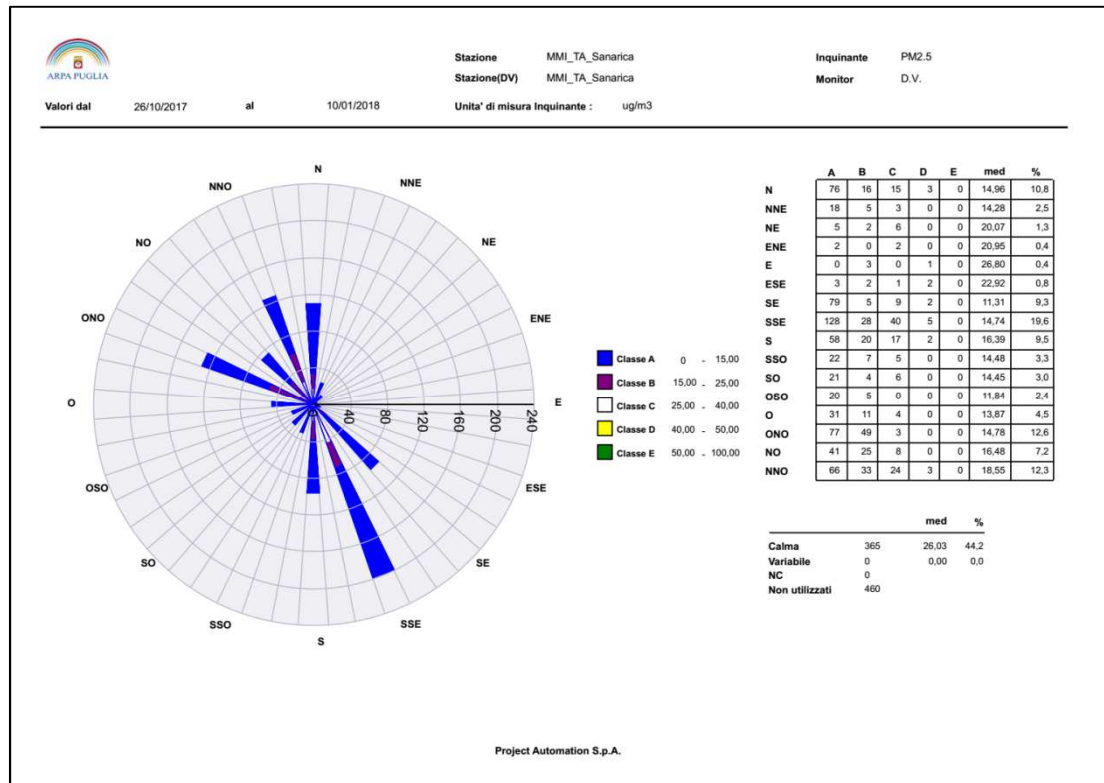 ARPA PUGLIA
Stazione MMI_TA_Sanarica Inquinante PM2.5
Stazione(DV) MMI_TA_Sanarica Monitor D.V.
Valori dal 26/10/2017 al 10/01/2018 Unita' di misura Inquinante : ug/m3
N
NNE
NE
ENE
E
ESE
SE
SSE
S
SSO
SO
OSO
O
ONO
NO
NNO
0 40 80 120 160 200 240
Classe A 0 - 15,00
Classe B 15,00 - 25,00
Classe C 25,00 - 40,00
Classe D 40,00 - 50,00
Classe E 50,00 - 100,00
A B C D E med %
N 76 16 15 3 0 14,96 10,8
NNE 18 5 3 0 0 14,28 2,5
NE 5 2 6 0 0 20,07 1,3
ENE 2 0 2 0 0 20,95 0,4
E 0 3 0 1 0 26,80 0,4
ESE 3 2 1 2 0 22,92 0,8
SE 79 5 9 2 0 11,31 9,3
SSE 128 28 40 5 0 14,74 19,6
S 58 20 17 2 0 16,39 9,5
SSO 22 7 5 0 0 14,48 3,3
SO 21 4 6 0 0 14,45 3,0
OSO 20 5 0 0 0 11,84 2,4
O 31 11 4 0 0 13,87 4,5
ONO 77 49 3 0 0 14,78 12,6
NO 41 25 8 0 0 16,48 7,2
NNO 66 33 24 3 0 18,55 12,3
med %
Calma 365 26,03 44,2
Variabile 0 0,00 0,0
NC 0
Non utilizzati 460
Project Automation S.p.A.